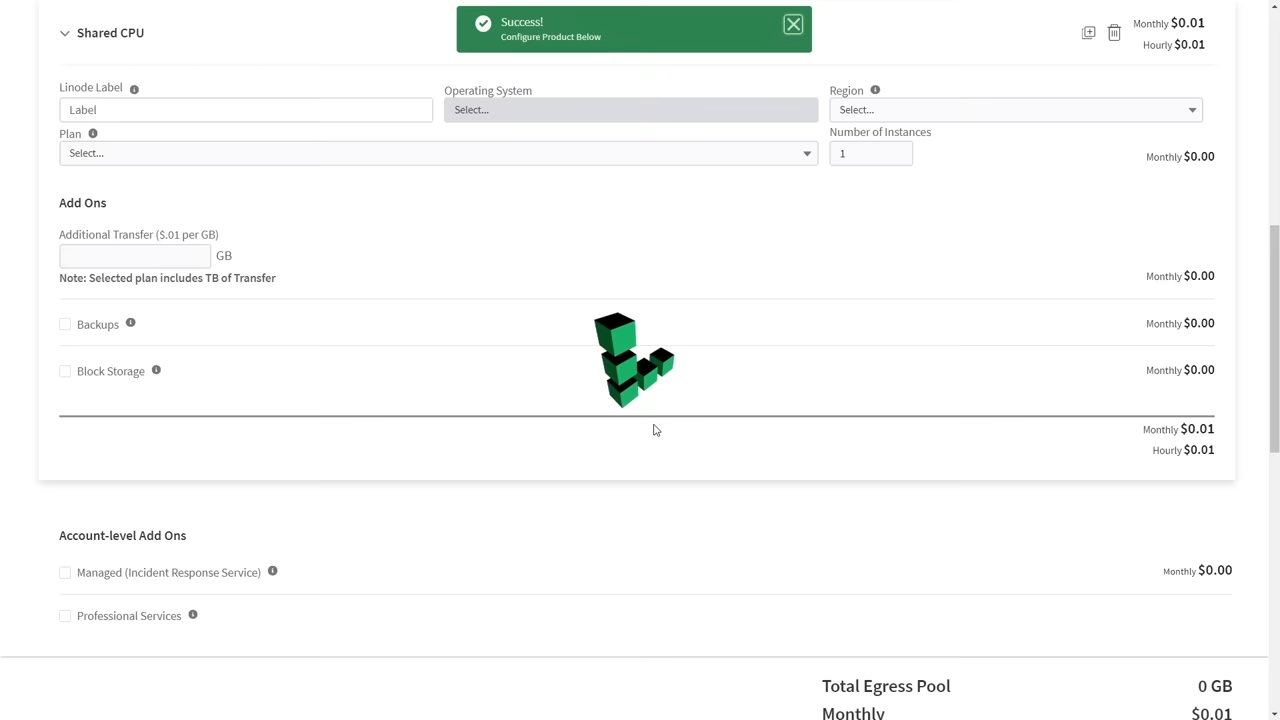 Success!
Configure Product Below
Shared CPU
Monthly $0.01
Hourly $0.01
Linode Label
Operating System
Region
Label
Select...
Select...
Plan
Number of Instances
Select...
1
Monthly $0.00
Add Ons
Additional Transfer ($.01 per GB)
GB
Note: Selected plan includes TB of Transfer
Monthly $0.00
Backups
Monthly $0.00
Block Storage
Monthly $0.00
Monthly $0.01
Hourly $0.01
Account-level Add Ons
Managed (Incident Response Service)
Monthly $0.00
Professional Services
Total Egress Pool
0 GB
Monthly
$0.01